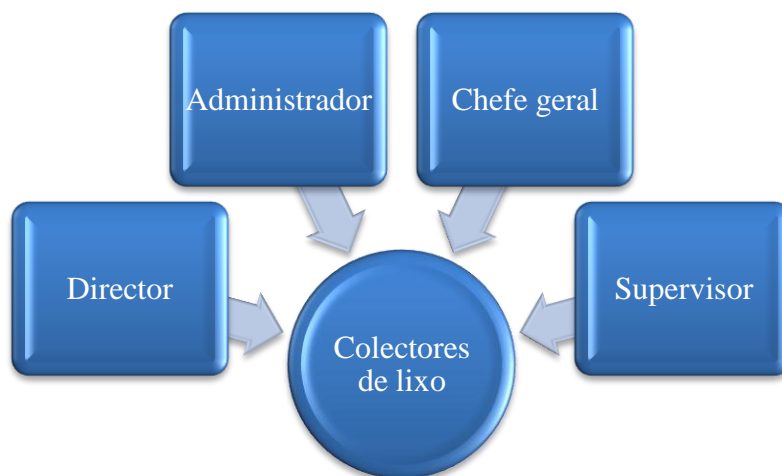 Administrador
Chefe geral
Director
Supervisor
Colectores
de lixo